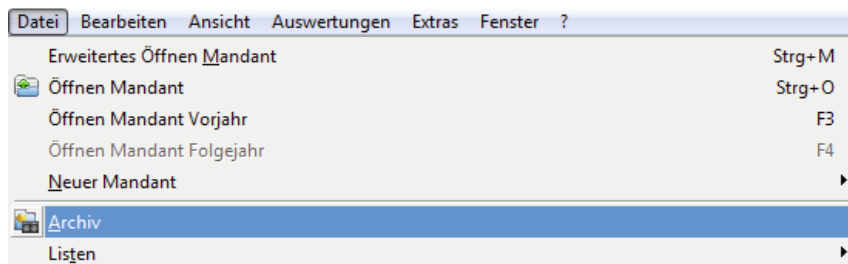 Datei Bearbeiten Ansicht Auswertungen Extras Fenster ?
Erweitertes Öffnen Mandant Strg+M
Öffnen Mandant Strg+O
Öffnen Mandant Vorjahr F3
Öffnen Mandant Folgejahr F4
Neuer Mandant
Archiv
Listen